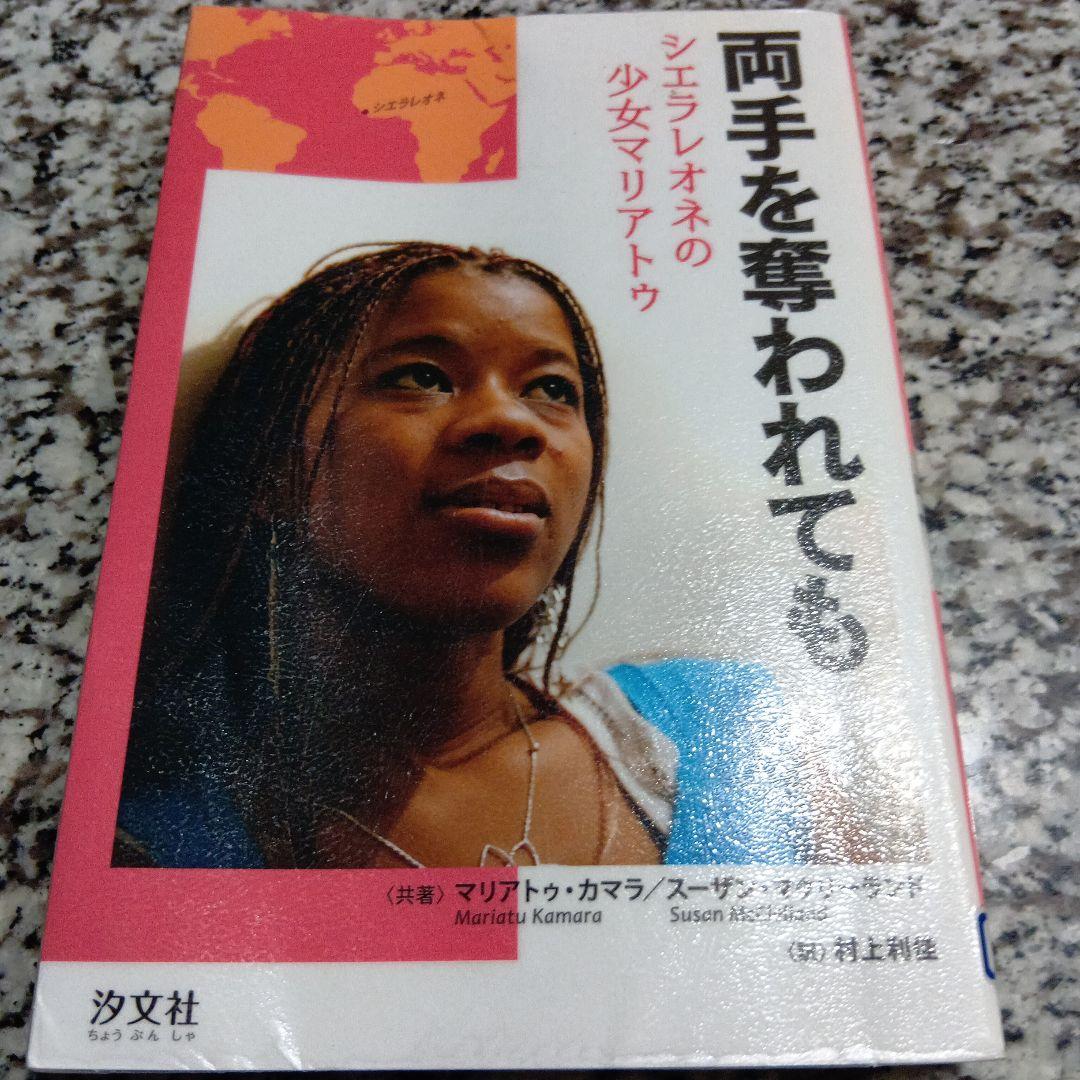 両手を奪われても
シエラレオネの
少女マリアトゥ
シエラレオネ
〈共著〉マリアトゥ・カマラ/スーザン・マクリーランド
Mariatu Kamara Susan McClelland
〈訳〉村上利佳
汐文社
ちょう ぶん しゃ